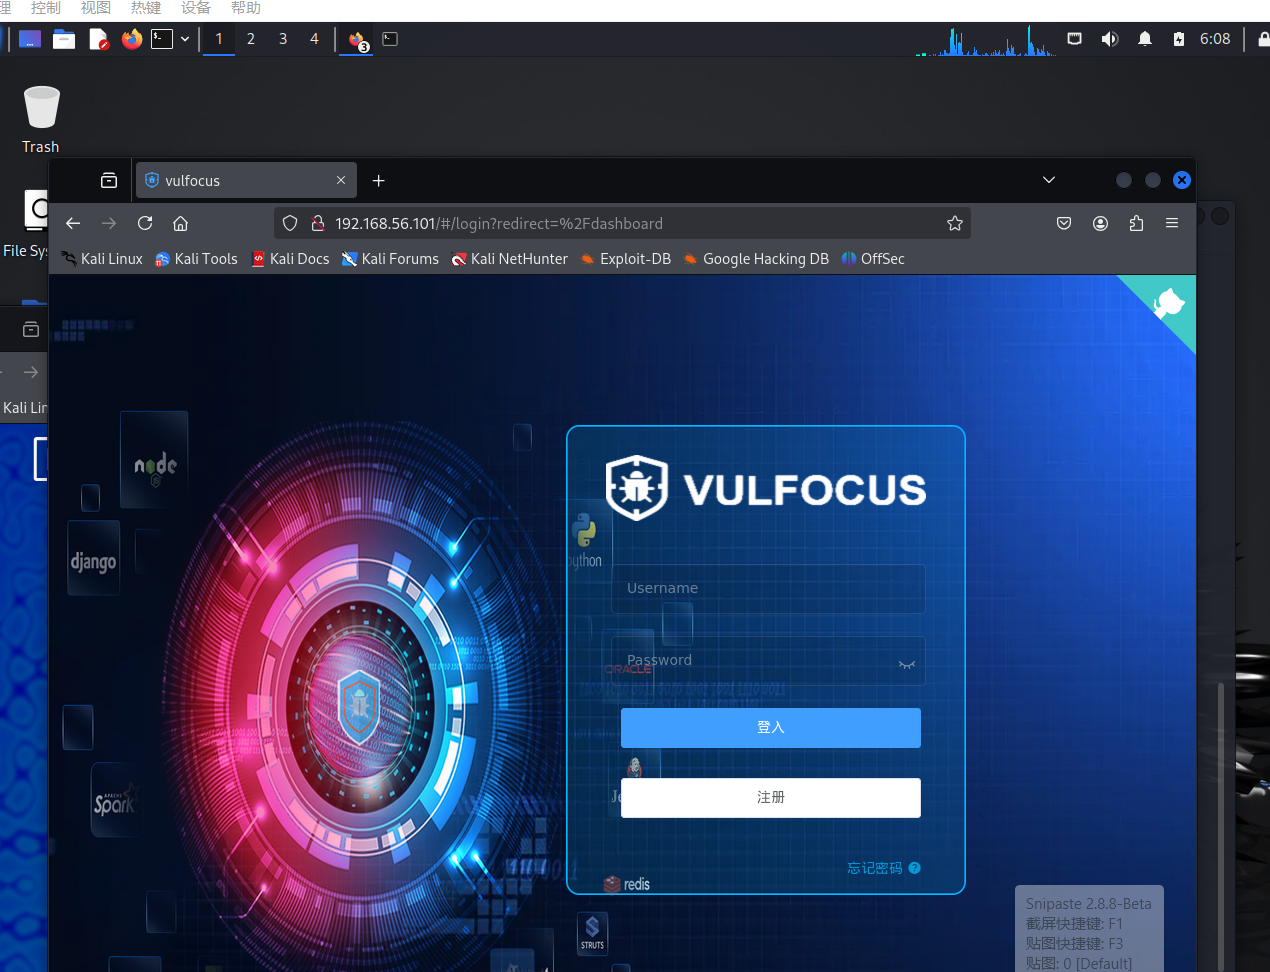 理 控制 视图 热键 设备 帮助
1 2 3 4 3 6:08
Trash
File Sys
vulfocus
192.168.56.101/#/login?redirect=%2Fdashboard
Kali Linux Kali Tools Kali Docs Kali Forums Kali NetHunter Exploit-DB Google Hacking DB OffSec
Kali Lin
node
VULFOCUS
python
django
Username
Password
ORACLE
登入
Spark
注册
忘记密码
redis
STRUTS
Snipaste 2.8.8-Beta
截屏快捷键: F1
贴图快捷键: F3
贴图: 0 [Default]